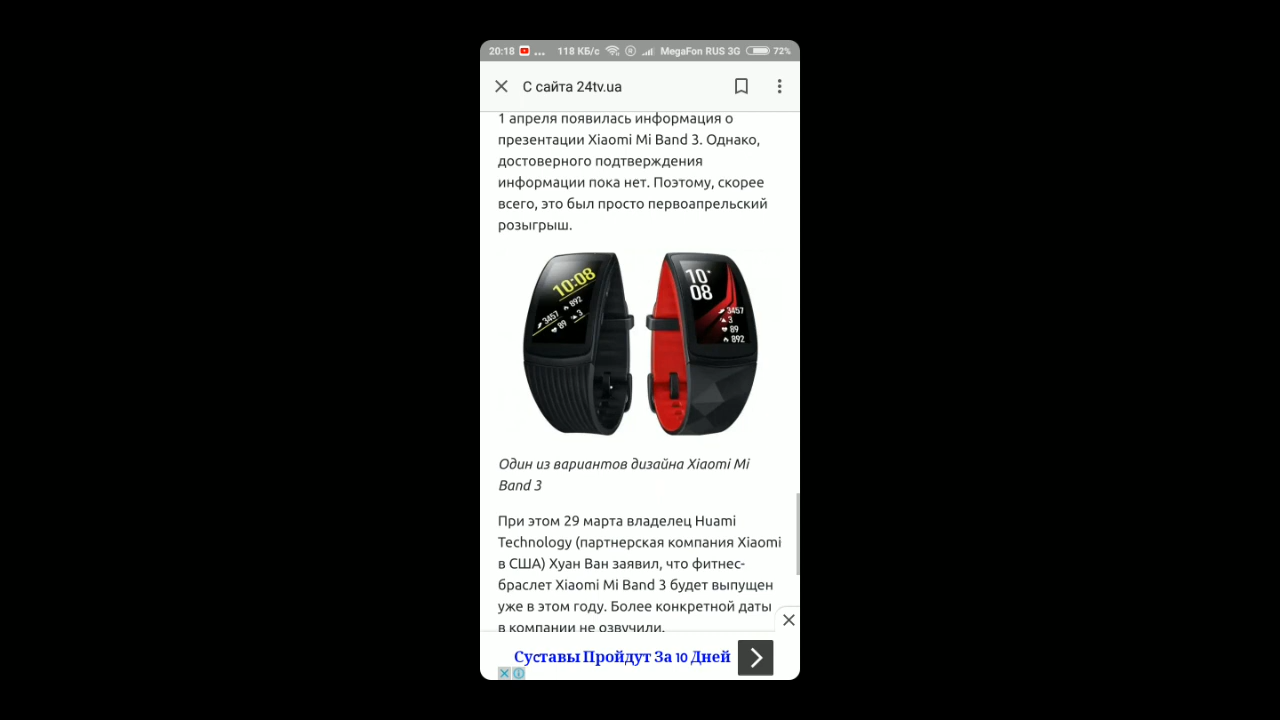 20:18 ... 118 КБ/с MegaFon RUS 3G 72%
С сайта 24tv.ua
1 апреля появилась информация о
презентации Xiaomi Mi Band 3. Однако,
достоверного подтверждения
информации пока нет. Поэтому, скорее
всего, это был просто первоапрельский
розыгрыш.
10:08
892
3457
3
89
10
08
3457
3
89
892
Один из вариантов дизайна Xiaomi Mi
Band 3
При этом 29 марта владелец Huami
Technology (партнерская компания Xiaomi
в США) Хуан Ван заявил, что фитнес-
браслет Xiaomi Mi Band 3 будет выпущен
уже в этом году. Более конкретной даты
в компании не озвучили.
Суставы Пройдут За 10 Дней